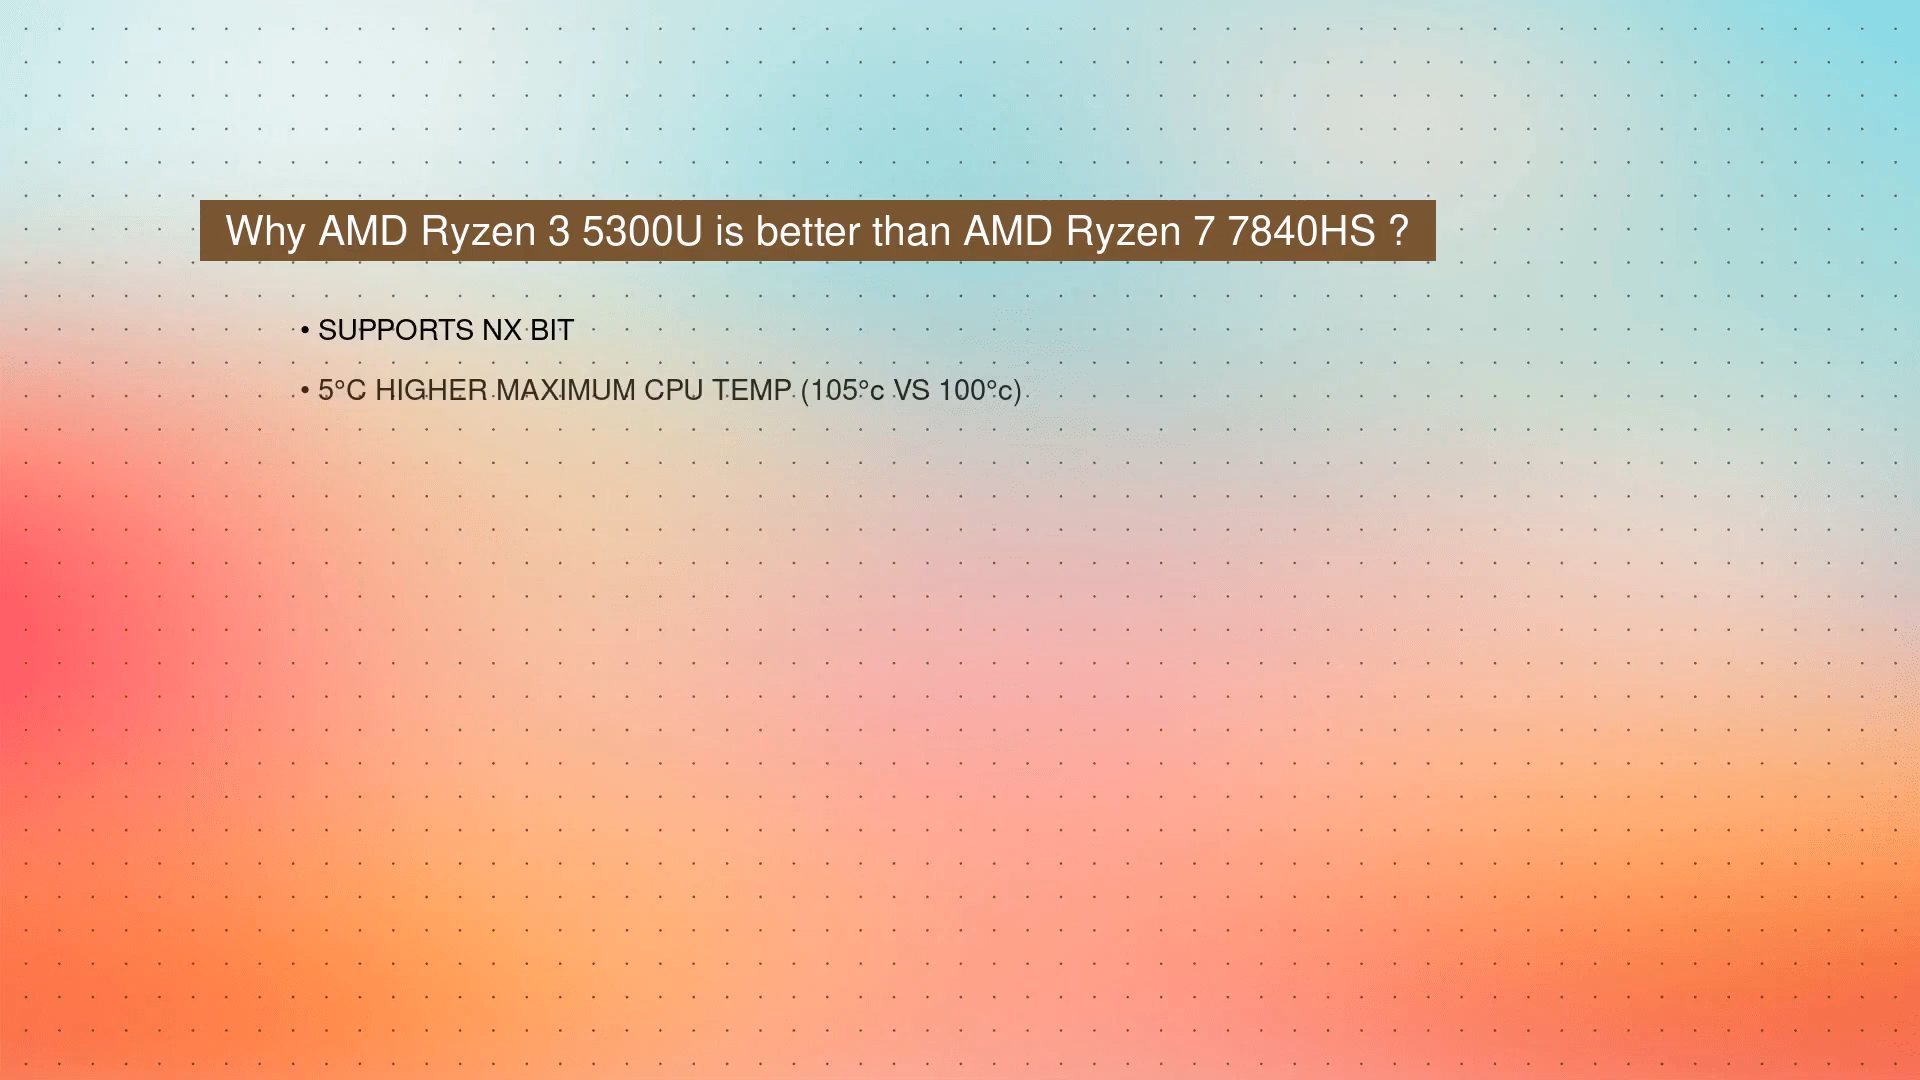 Why AMD Ryzen 3 5300U is better than AMD Ryzen 7 7840HS ?
• SUPPORTS NX BIT
• 5°C HIGHER MAXIMUM CPU TEMP (105°c VS 100°c)